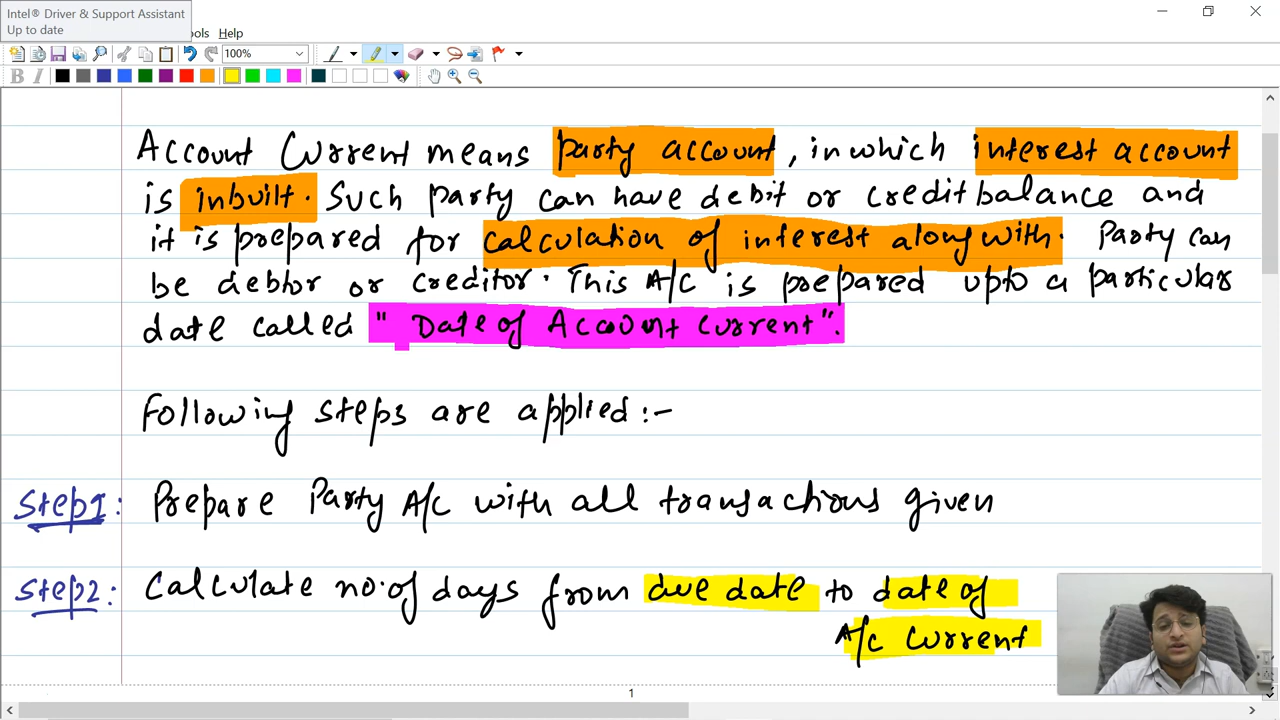 Intel® Driver & Support Assistant
Up to date
ols Help
100%
B I
Account Current means party account, in which interest account
is inbuilt. Such party can have debit or credit balance and
it is prepared for calculation of interest along with. Party can
be debtor or creditor. This A/C is prepared upto a particular
date called "Date of Account Current".
Following steps are applied:-
Step1: Prepare Party A/C with all transactions given
Step2: Calculate no. of days from due date to date of
A/c Current
1